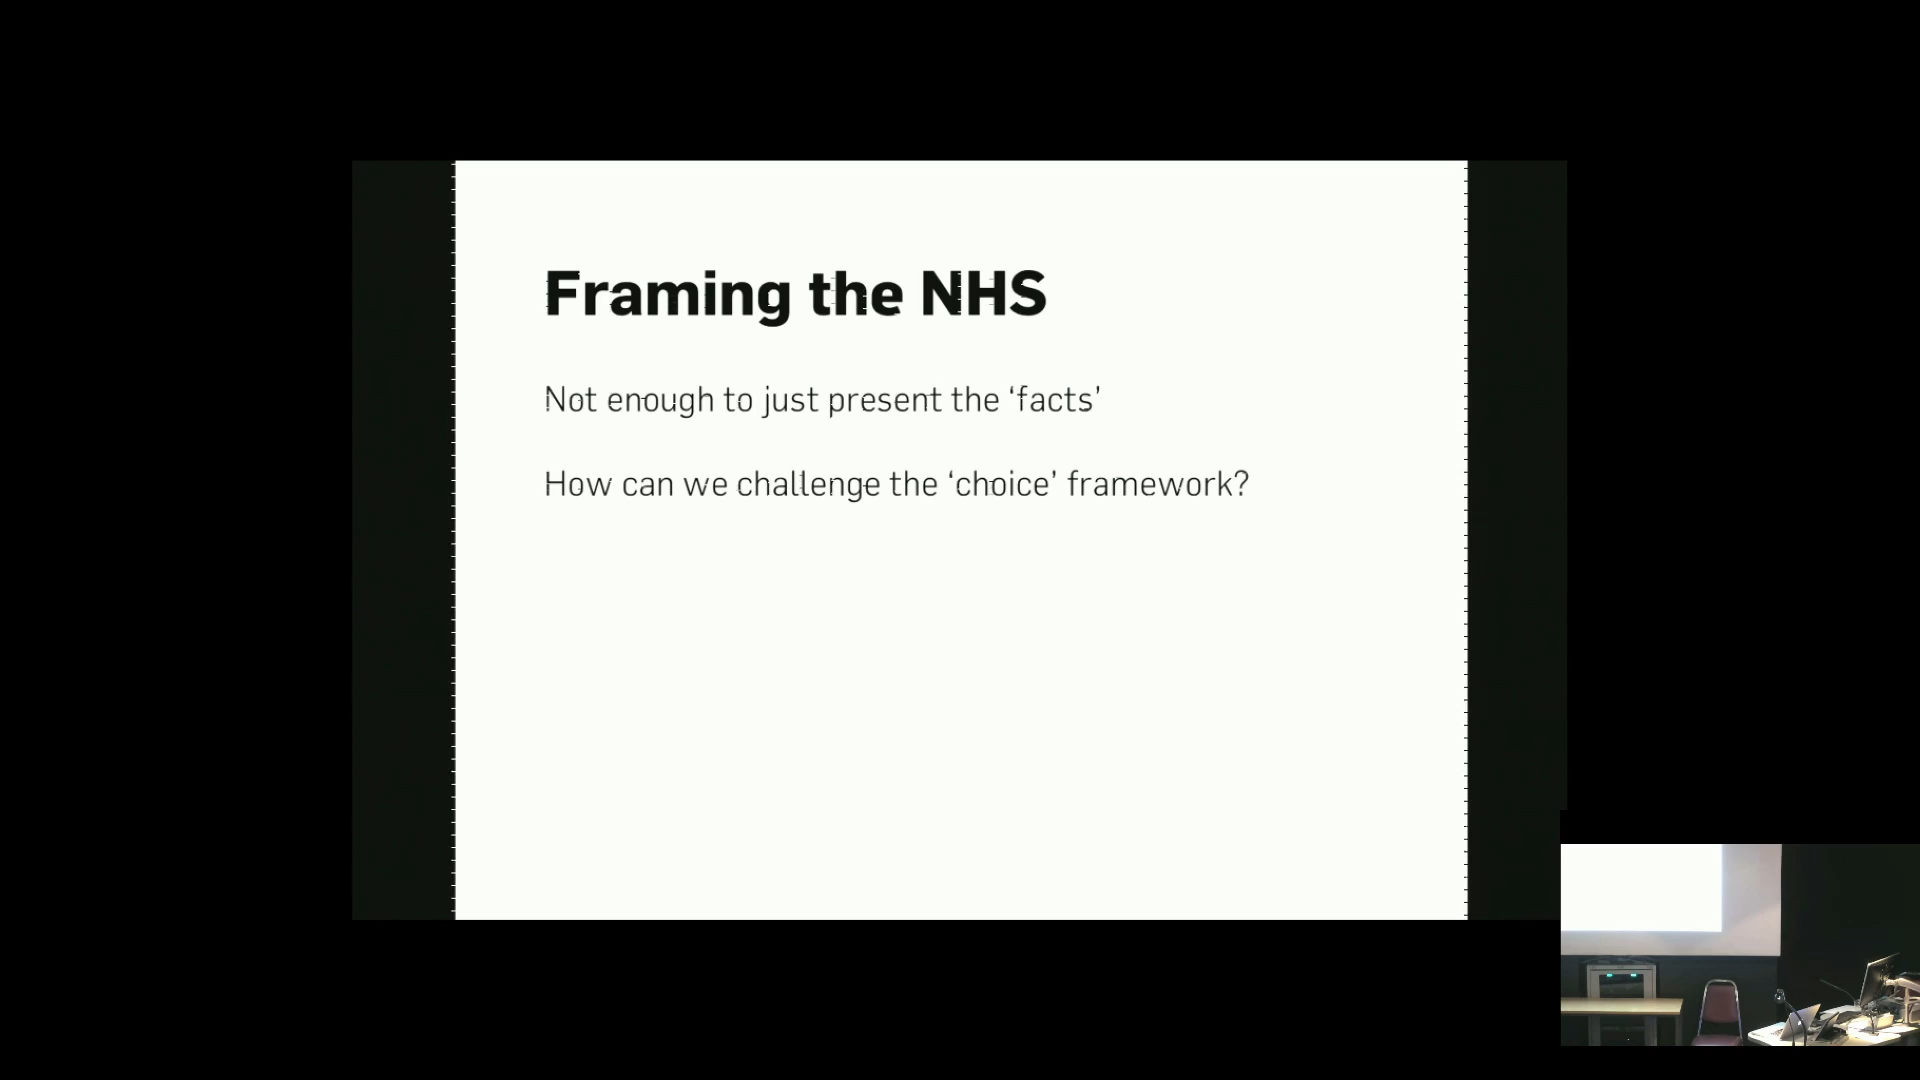 Framing the NHS
Not enough to just present the ‘facts’
How can we challenge the ‘choice’ framework?